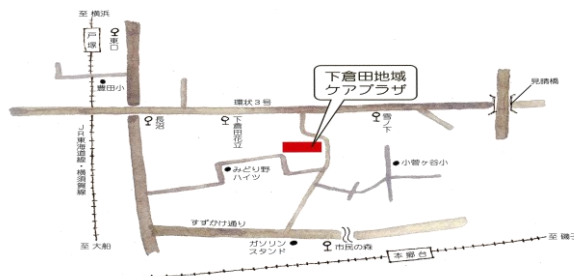 至 横浜
戸塚
東口
豊田小
見晴橋
下倉田地域
ケアプラザ
環状3号
長沼
下倉田花立
雪ノ下
JR東海道線・横須賀線
みどり野
ハイツ
小菅ヶ谷小
すずかけ通り
ガソリン
スタンド
市民の森
至 大船
本郷台
至 磯子